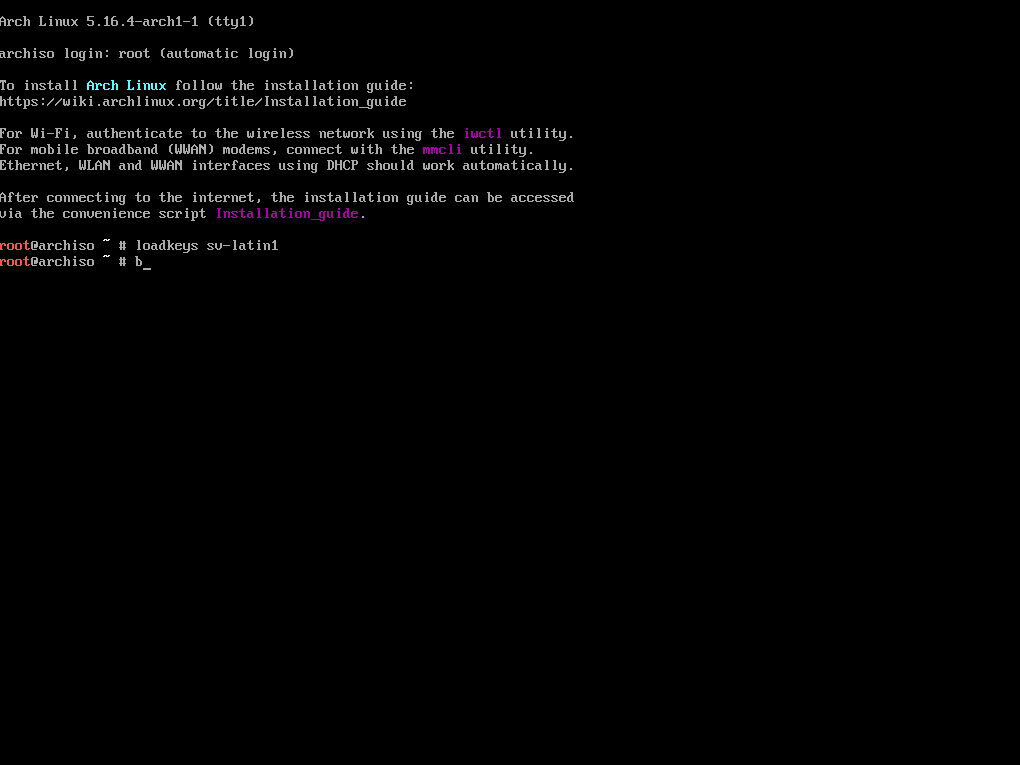 Arch Linux 5.16.4-arch1-1 (tty1)
archiso login: root (automatic login)
To install Arch Linux follow the installation guide:
https://wiki.archlinux.org/title/Installation_guide
For Wi-Fi, authenticate to the wireless network using the iwctl utility.
For mobile broadband (WWAN) modems, connect with the mmcli utility.
Ethernet, WLAN and WWAN interfaces using DHCP should work automatically.
After connecting to the internet, the installation guide can be accessed
via the convenience script Installation_guide.
root@archiso ~ # loadkeys sv-latin1
root@archiso ~ # b_